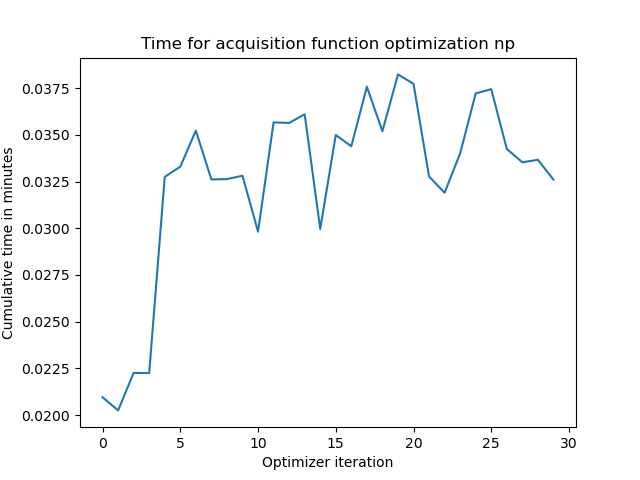 Time for acquisition function optimization np
Cumulative time in minutes
0.0375
0.0350
0.0325
0.0300
0.0275
0.0250
0.0225
0.0200
0 5 10 15 20 25 30
Optimizer iteration